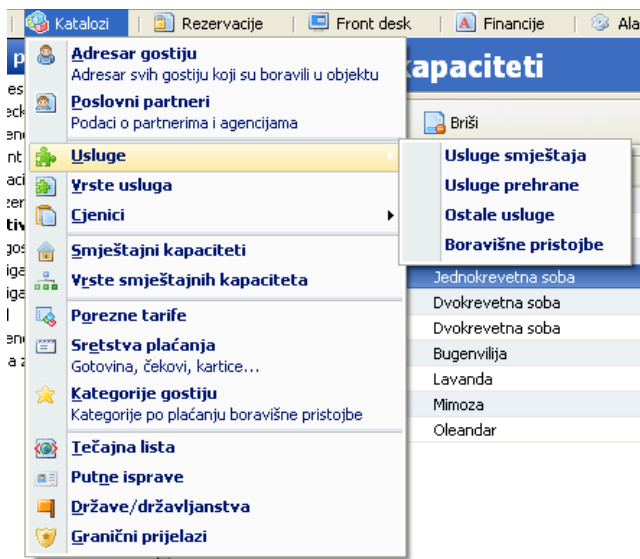 Katalozi Rezervacije Front desk Financije Ala
apaciteti
Briši
Adresar gostiju
Adresar svih gostiju koji su boravili u objektu
Poslovni partneri
Podaci o partnerima i agencijama
Usluge
Vrste usluga
Cjenici
Smještajni kapaciteti
Vrste smještajnih kapaciteta
Porezne tarife
Sretstva plaćanja
Gotovina, čekovi, kartice...
Kategorije gostiju
Kategorije po plaćanju boravišne pristojbe
Tečajna lista
Putne isprave
Države/državljanstva
Granični prijelazi
Usluge smještaja
Usluge prehrane
Ostale usluge
Boravišne pristojbe
Jednokrevetna soba
Dvokrevetna soba
Dvokrevetna soba
Bugenvilija
Lavanda
Mimoza
Oleandar